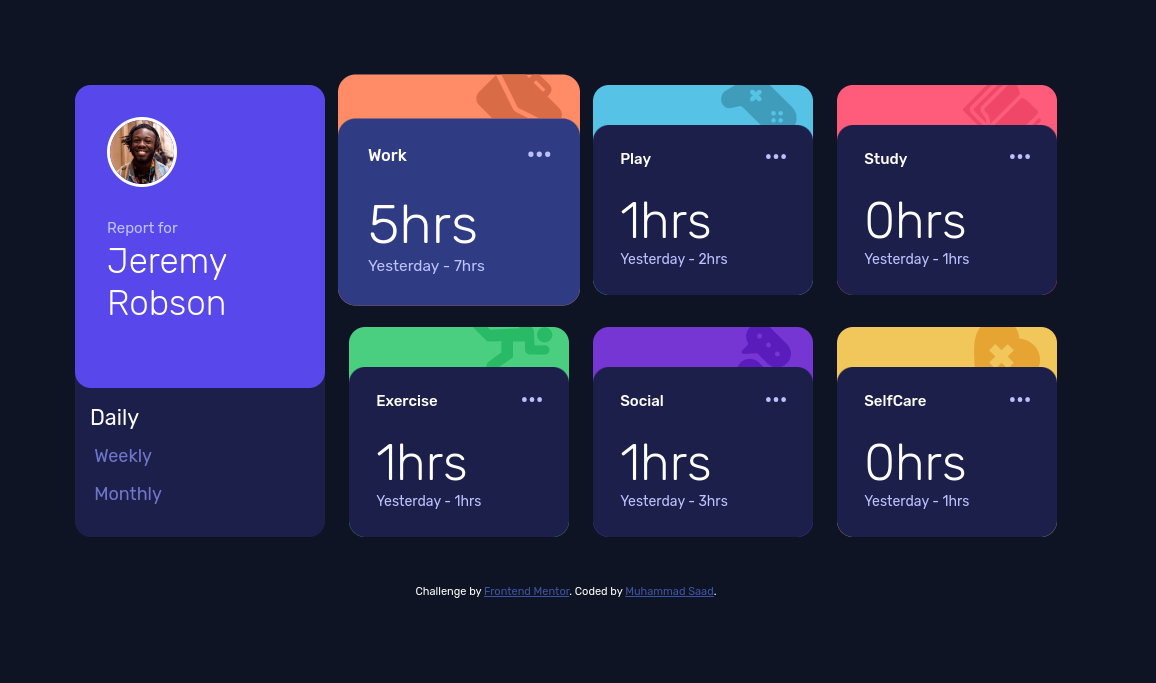 Report for
Jeremy
Robson
Daily
Weekly
Monthly
Work
5hrs
Yesterday - 7hrs
Play
1hrs
Yesterday - 2hrs
Study
0hrs
Yesterday - 1hrs
Exercise
1hrs
Yesterday - 1hrs
Social
1hrs
Yesterday - 3hrs
SelfCare
0hrs
Yesterday - 1hrs
Challenge by Frontend Mentor. Coded by Muhammad Saad.